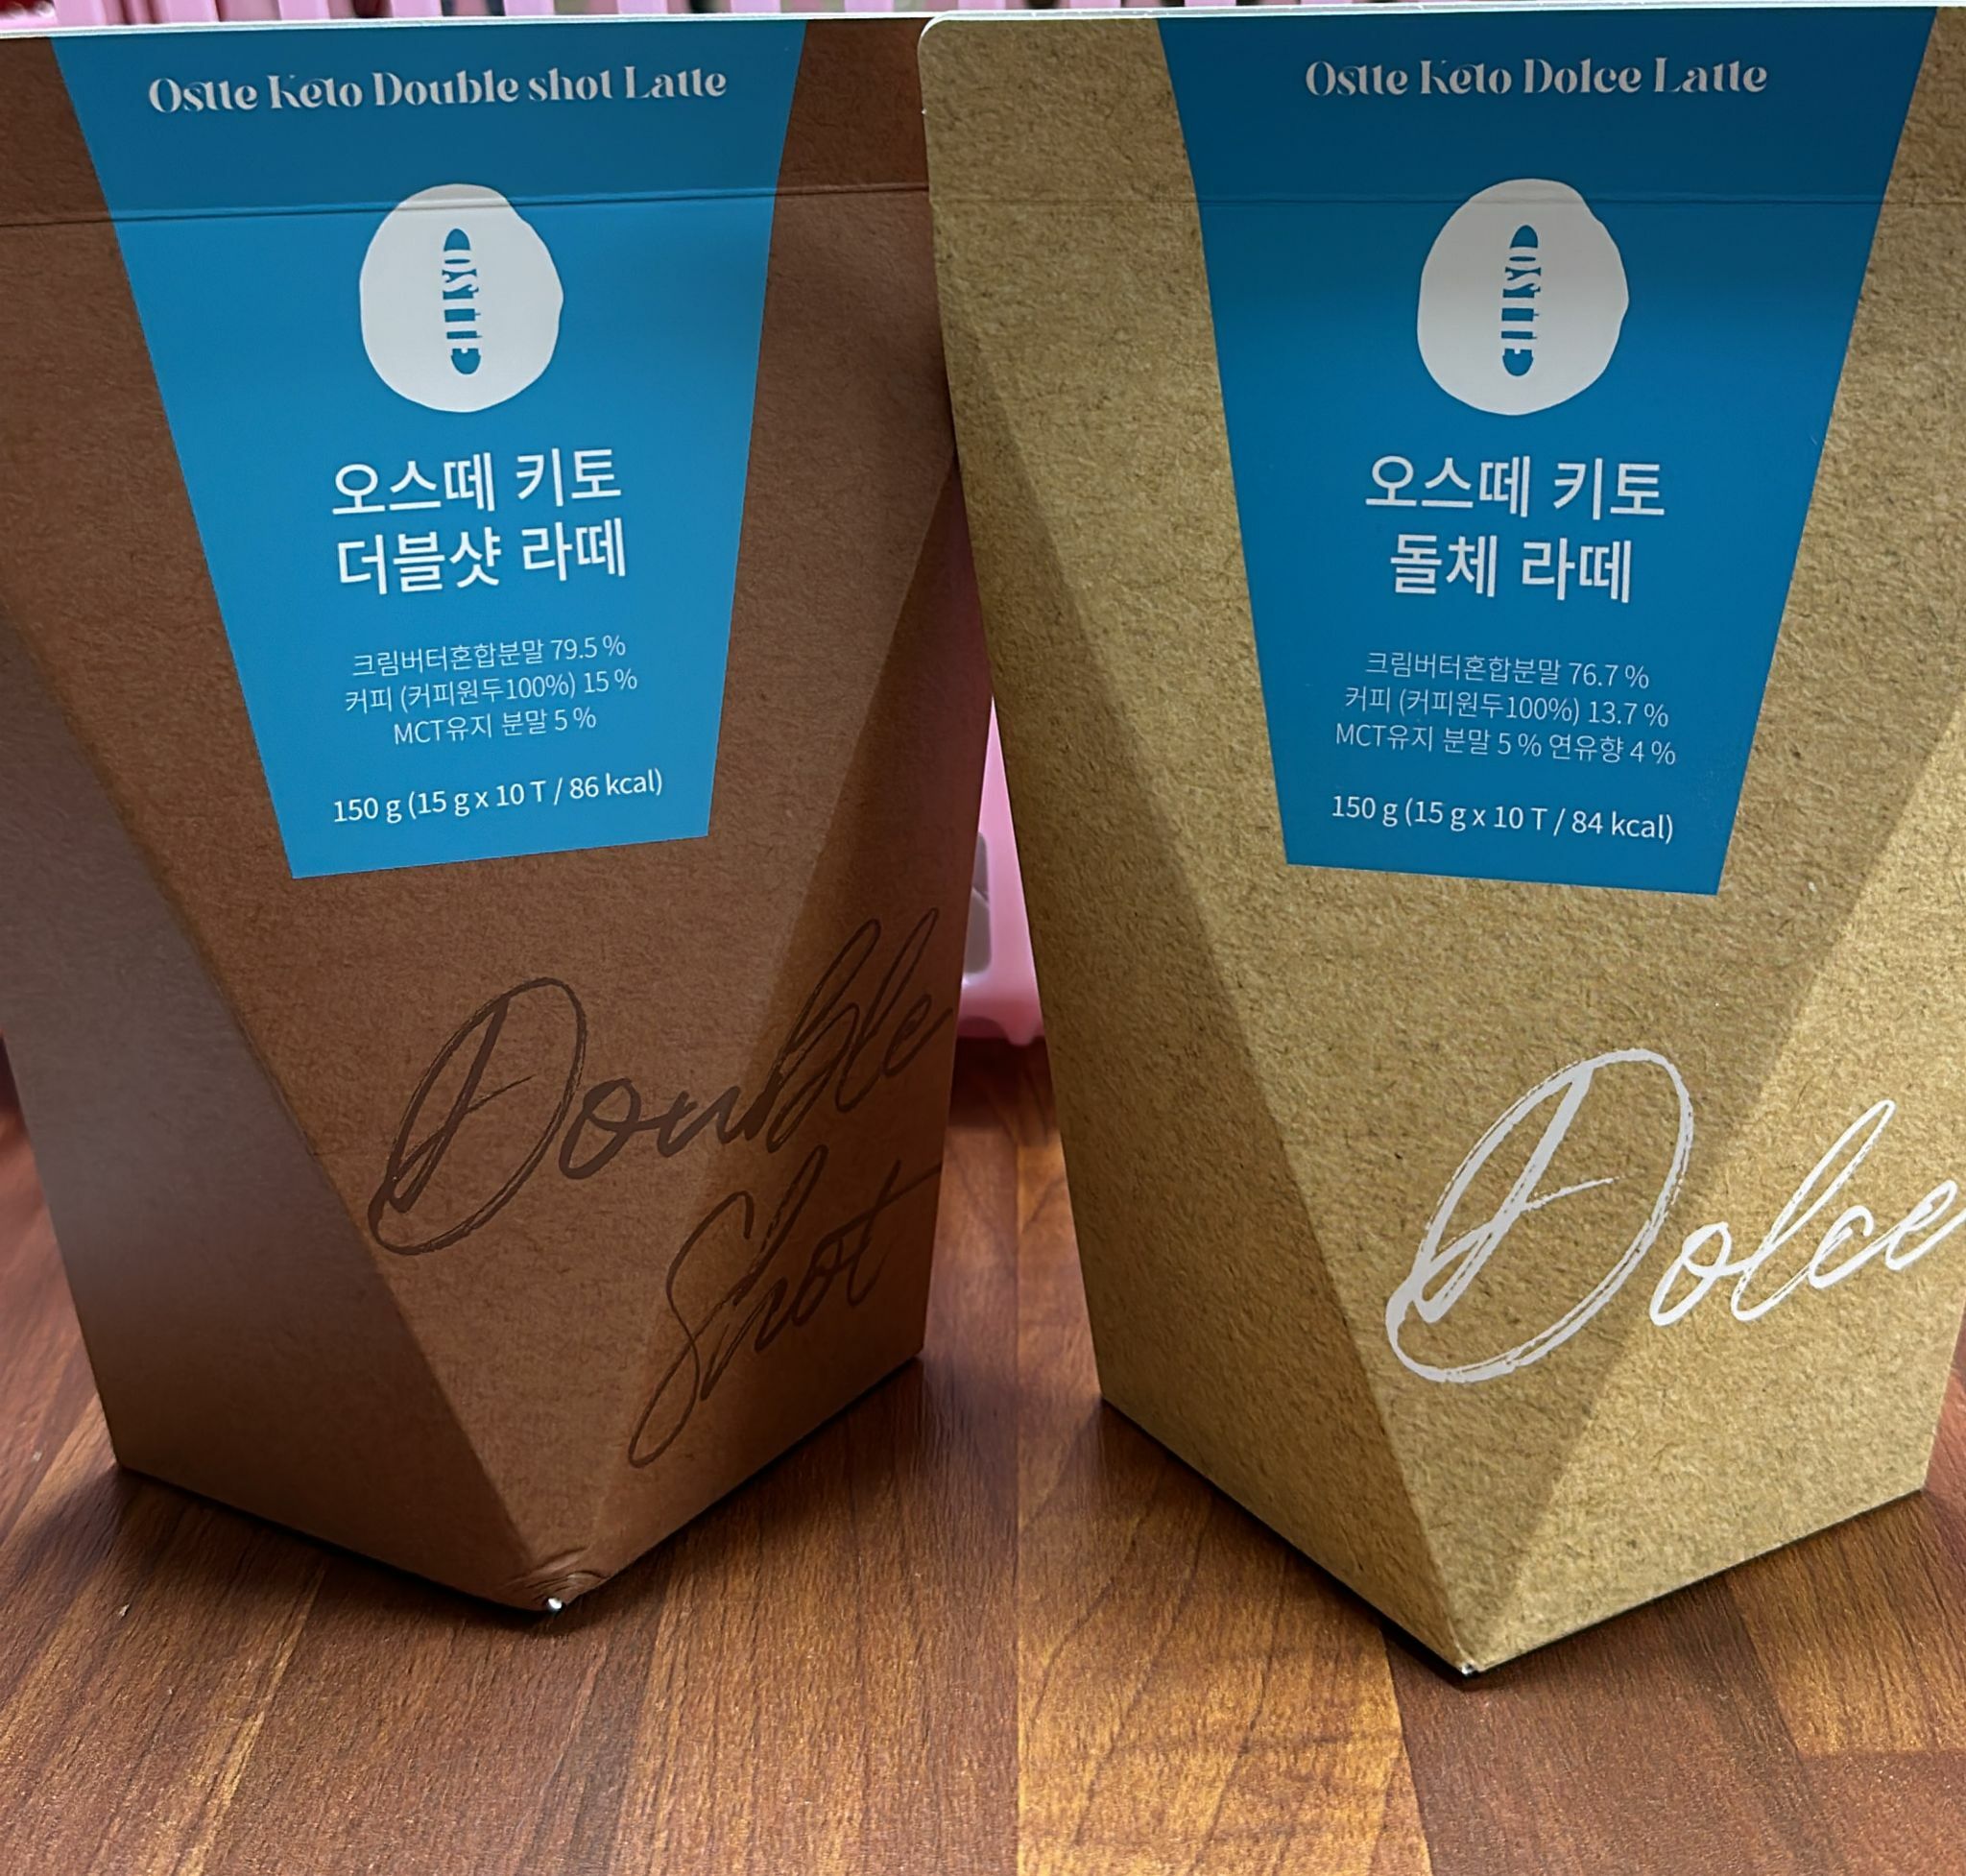 Ostte Keto Double shot Latte
오스떼 키토
더블샷 라떼
크림버터혼합분말 79.5 %
커피 (커피원두100%) 15 %
MCT유지 분말 5 %
150 g (15 g x 10 T / 86 kcal)
Double
Shot
Ostte Keto Dolce Latte
오스떼 키토
돌체 라떼
크림버터혼합분말 76.7 %
커피 (커피원두100%) 13.7 %
MCT유지 분말 5 % 연유향 4 %
150 g (15 g x 10 T / 84 kcal)
Dolce